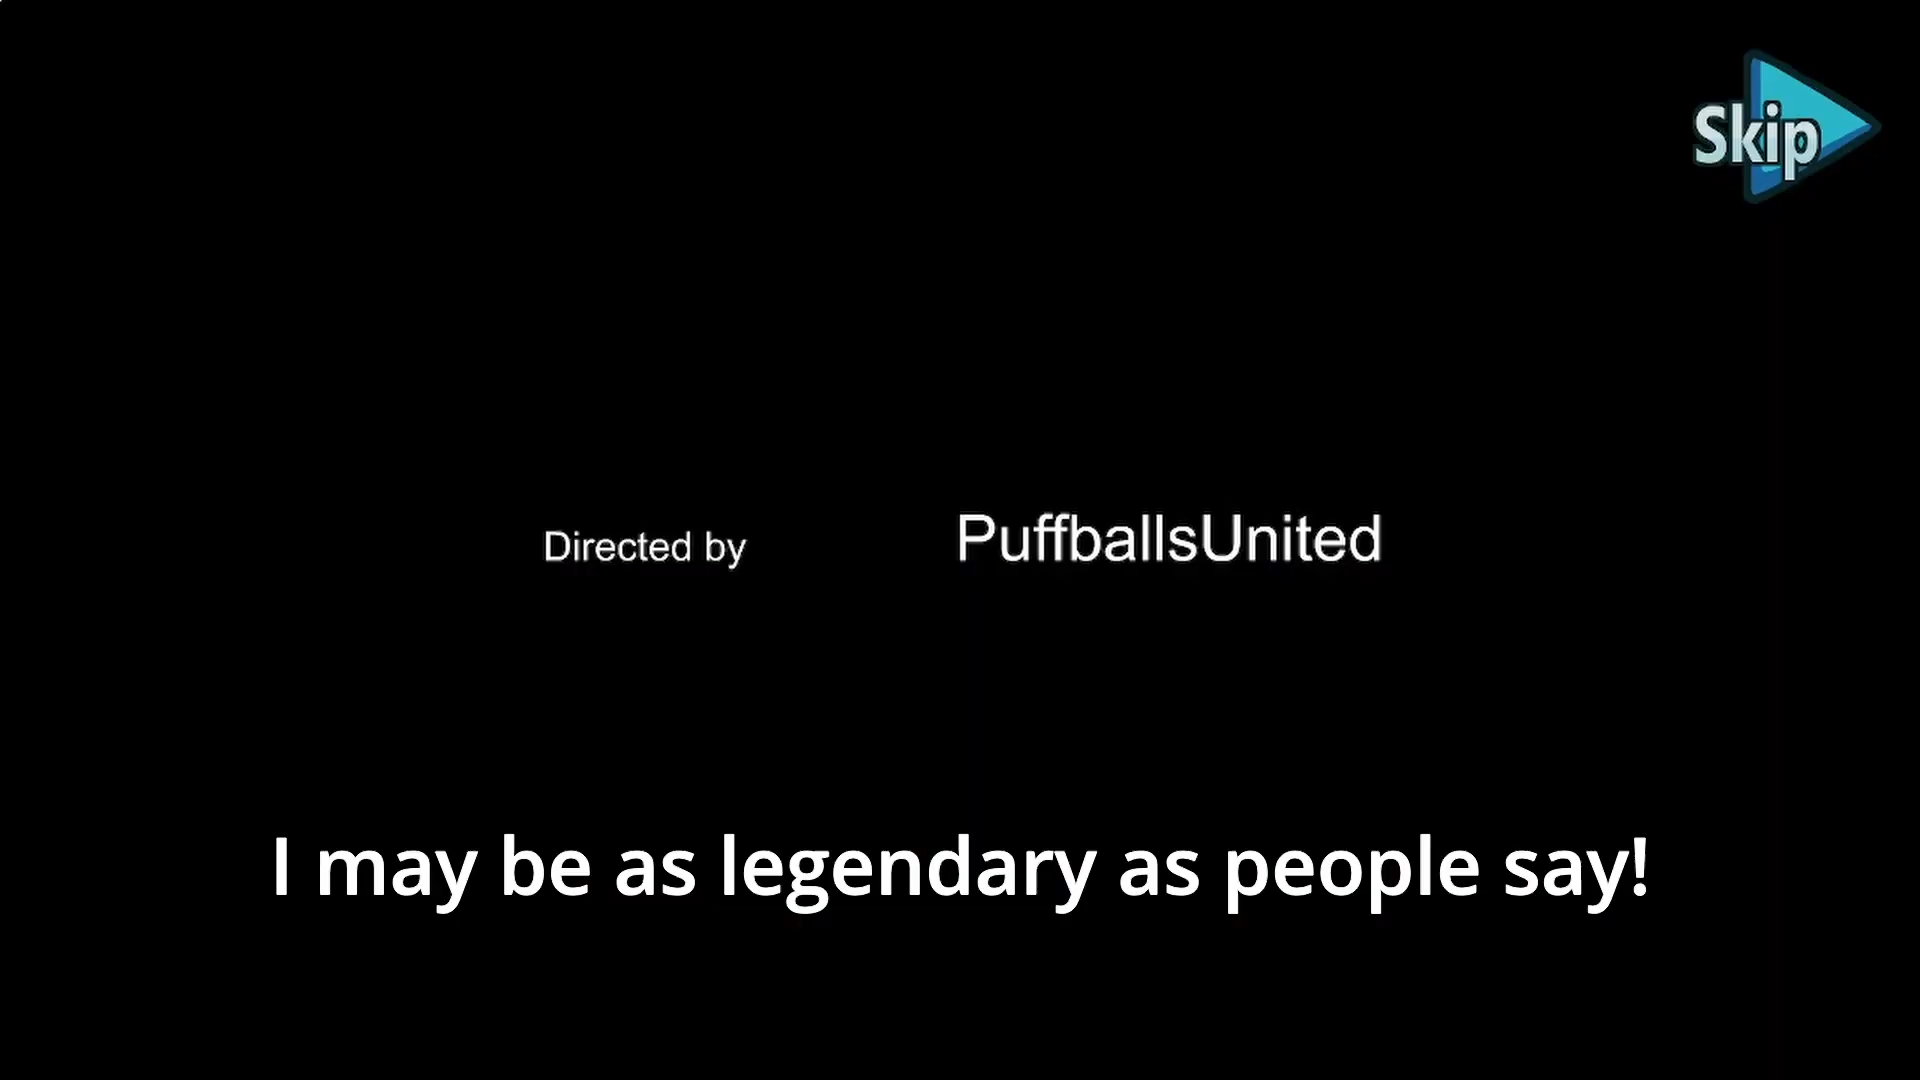 Skip
Directed by PuffballsUnited
I may be as legendary as people say!